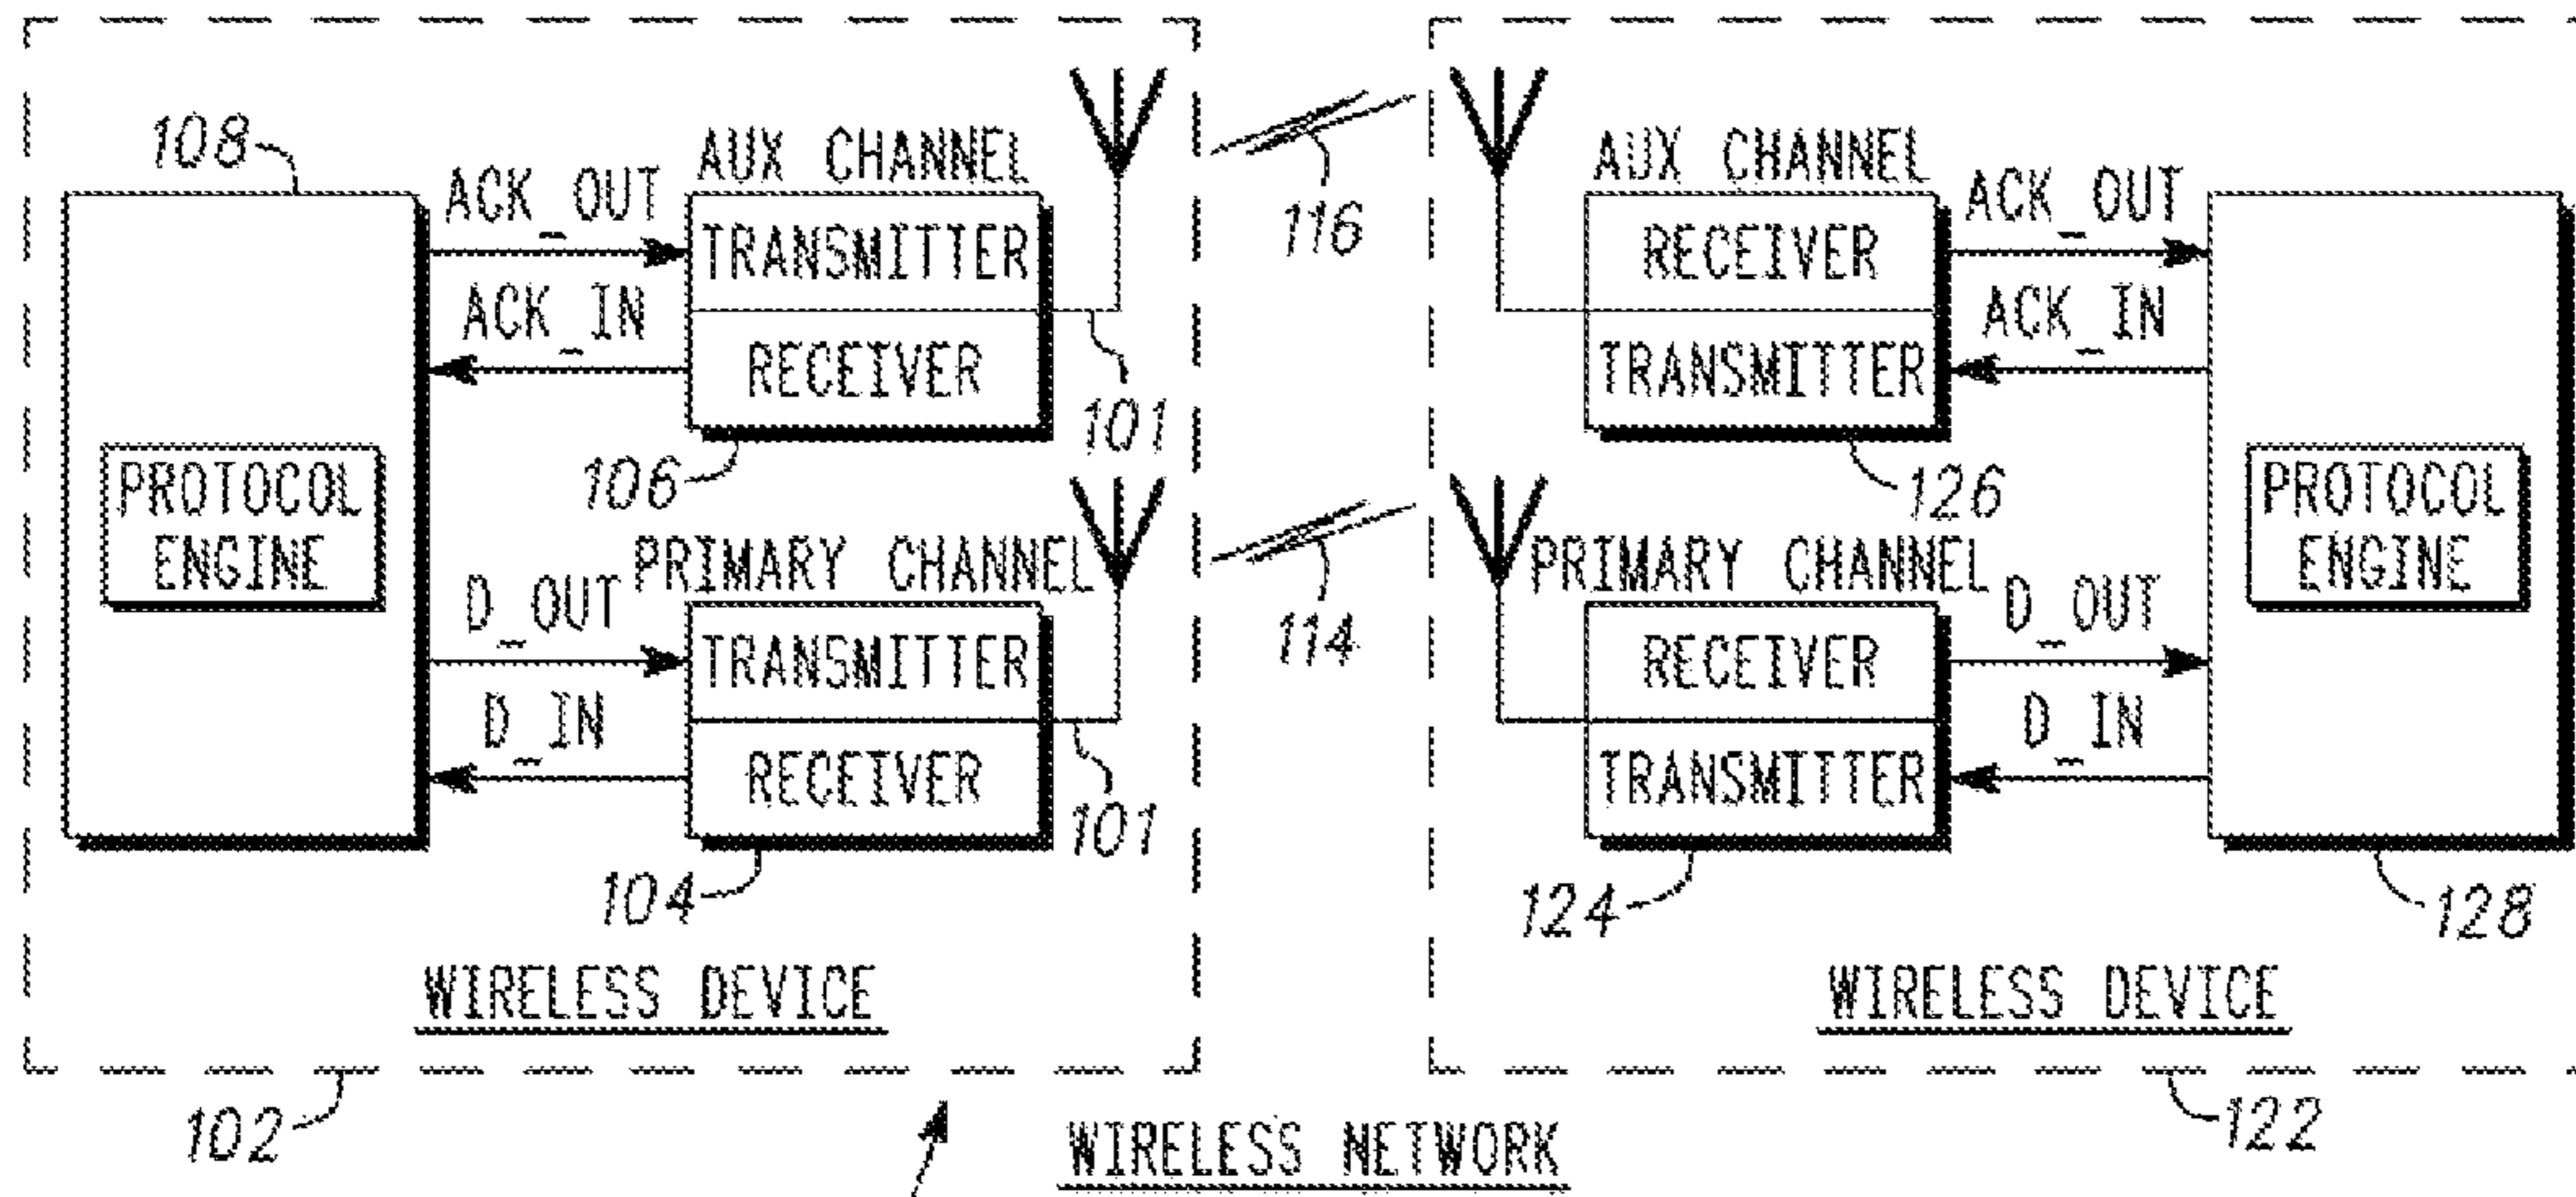 108
ACK_OUT
ACK_IN
AUX CHANNEL
TRANSMITTER
RECEIVER
101
106
PROTOCOL
ENGINE
D_OUT
D_IN
PRIMARY CHANNEL
TRANSMITTER
RECEIVER
101
104
WIRELESS DEVICE
102
116
114
AUX CHANNEL
RECEIVER
TRANSMITTER
126
ACK_OUT
ACK_IN
PRIMARY CHANNEL
RECEIVER
TRANSMITTER
124
D_OUT
D_IN
PROTOCOL
ENGINE
128
WIRELESS DEVICE
122
WIRELESS NETWORK